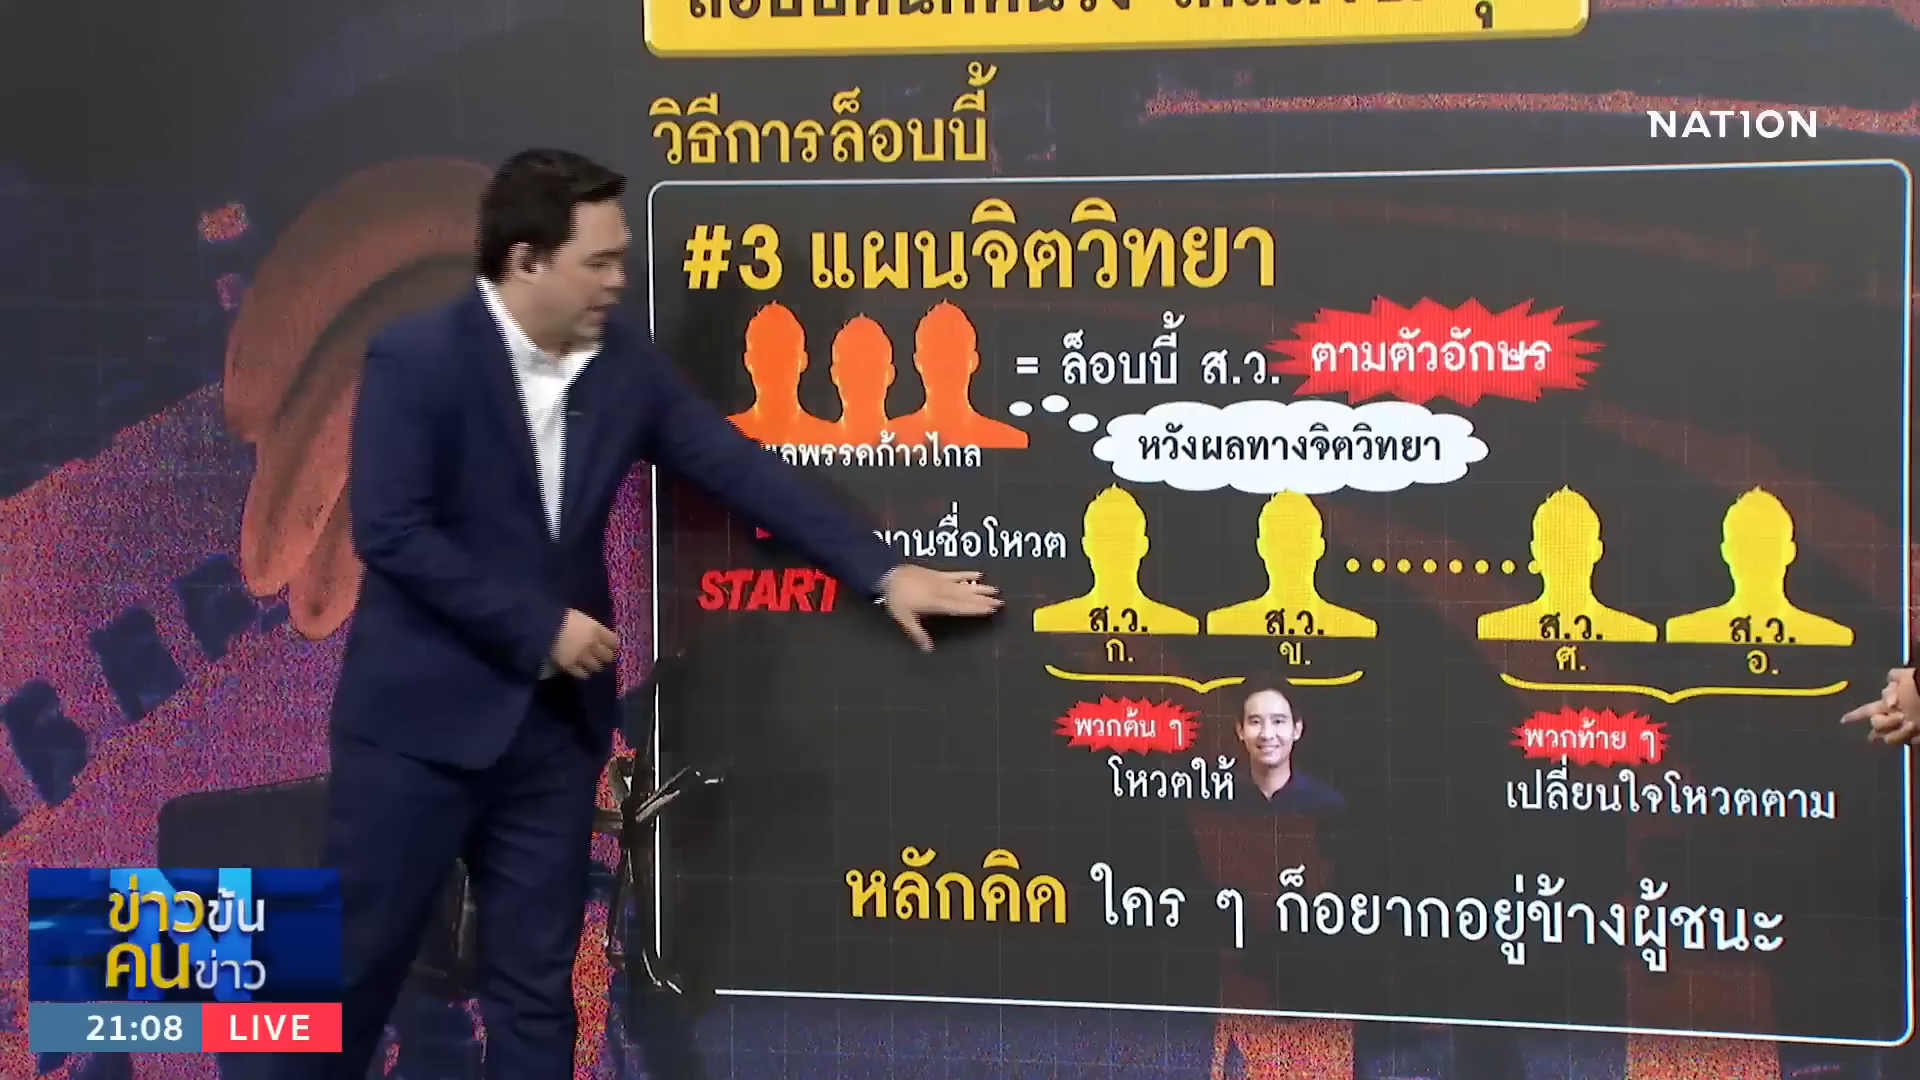 NATION
วิธีการล็อบบี้
#3 แผนจิตวิทยา
= ล็อบบี้ ส.ว. ตามตัวอักษร
หวังผลทางจิตวิทยา
พรรคก้าวไกล
ขานชื่อโหวต
START
ส.ว. ส.ว. ส.ว. ส.ว.
ก. ข. ศ. อ.
พวกต้น ๆ พวกท้าย ๆ
โหวตให้ เปลี่ยนใจโหวตตาม
หลักคิด ใคร ๆ ก็อยากอยู่ข้างผู้ชนะ
ข่าวข้น
คนข่าว
21:08 LIVE